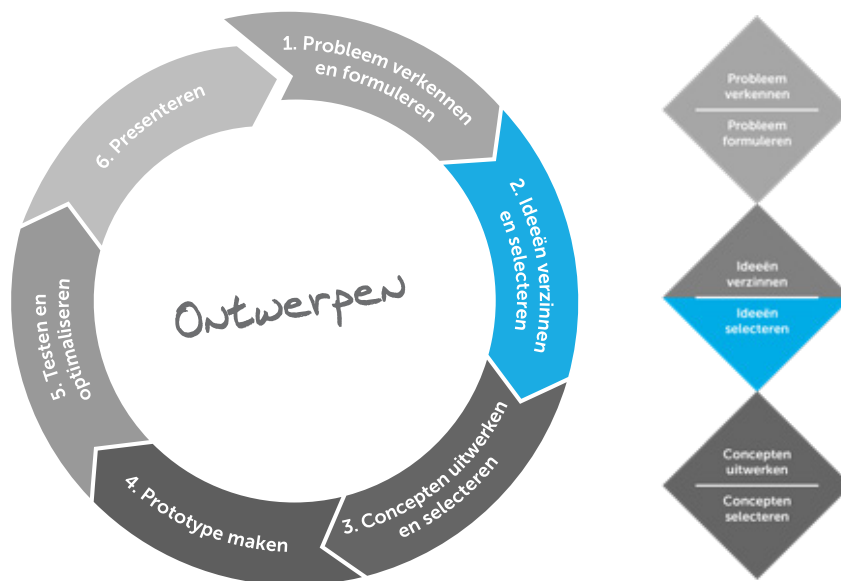 1. Probleem verkennen
en formuleren
2. Ideeën verzinnen
en selecteren
3. Concepten uitwerken
en selecteren
4. Prototype maken
5. Testen en
optimaliseren
6. Presenteren
Ontwerpen
Probleem
verkennen
Probleem
formuleren
Ideeën
verzinnen
Ideeën
selecteren
Concepten
uitwerken
Concepten
selecteren